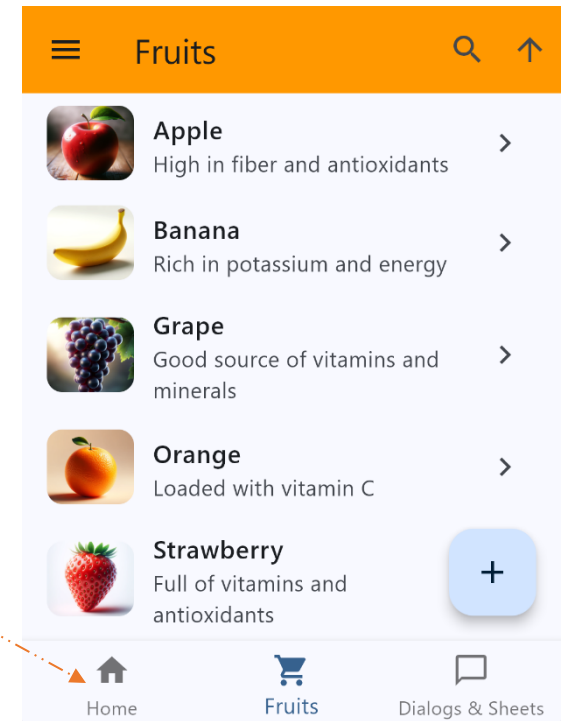 Fruits
Apple
High in fiber and antioxidants
Banana
Rich in potassium and energy
Grape
Good source of vitamins and
minerals
Orange
Loaded with vitamin C
Strawberry
Full of vitamins and
antioxidants
Home
Fruits
Dialogs & Sheets